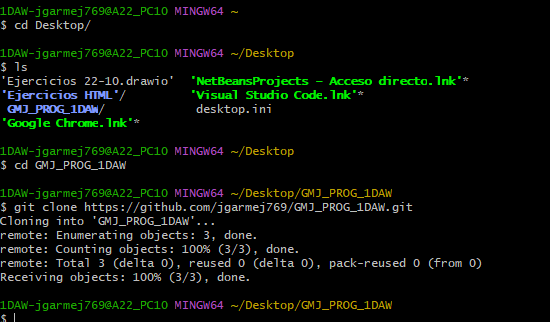 1DAW-jgarmej769@A22_PC10 MINGW64 ~
$ cd Desktop/
1DAW-jgarmej769@A22_PC10 MINGW64 ~/Desktop
$ ls
'Ejercicios 22-10.drawio'  'NetBeansProjects - Acceso directo.lnk'*
'Ejercicios HTML'/  'Visual Studio Code.lnk'*
GMJ_PROG_1DAW/  desktop.ini
'Google Chrome.lnk'*
1DAW-jgarmej769@A22_PC10 MINGW64 ~/Desktop
$ cd GMJ_PROG_1DAW
1DAW-jgarmej769@A22_PC10 MINGW64 ~/Desktop/GMJ_PROG_1DAW
$ git clone https://github.com/jgarmej769/GMJ_PROG_1DAW.git
Cloning into 'GMJ_PROG_1DAW'...
remote: Enumerating objects: 3, done.
remote: Counting objects: 100% (3/3), done.
remote: Total 3 (delta 0), reused 0 (delta 0), pack-reused 0 (from 0)
Receiving objects: 100% (3/3), done.
1DAW-jgarmej769@A22_PC10 MINGW64 ~/Desktop/GMJ_PROG_1DAW
$